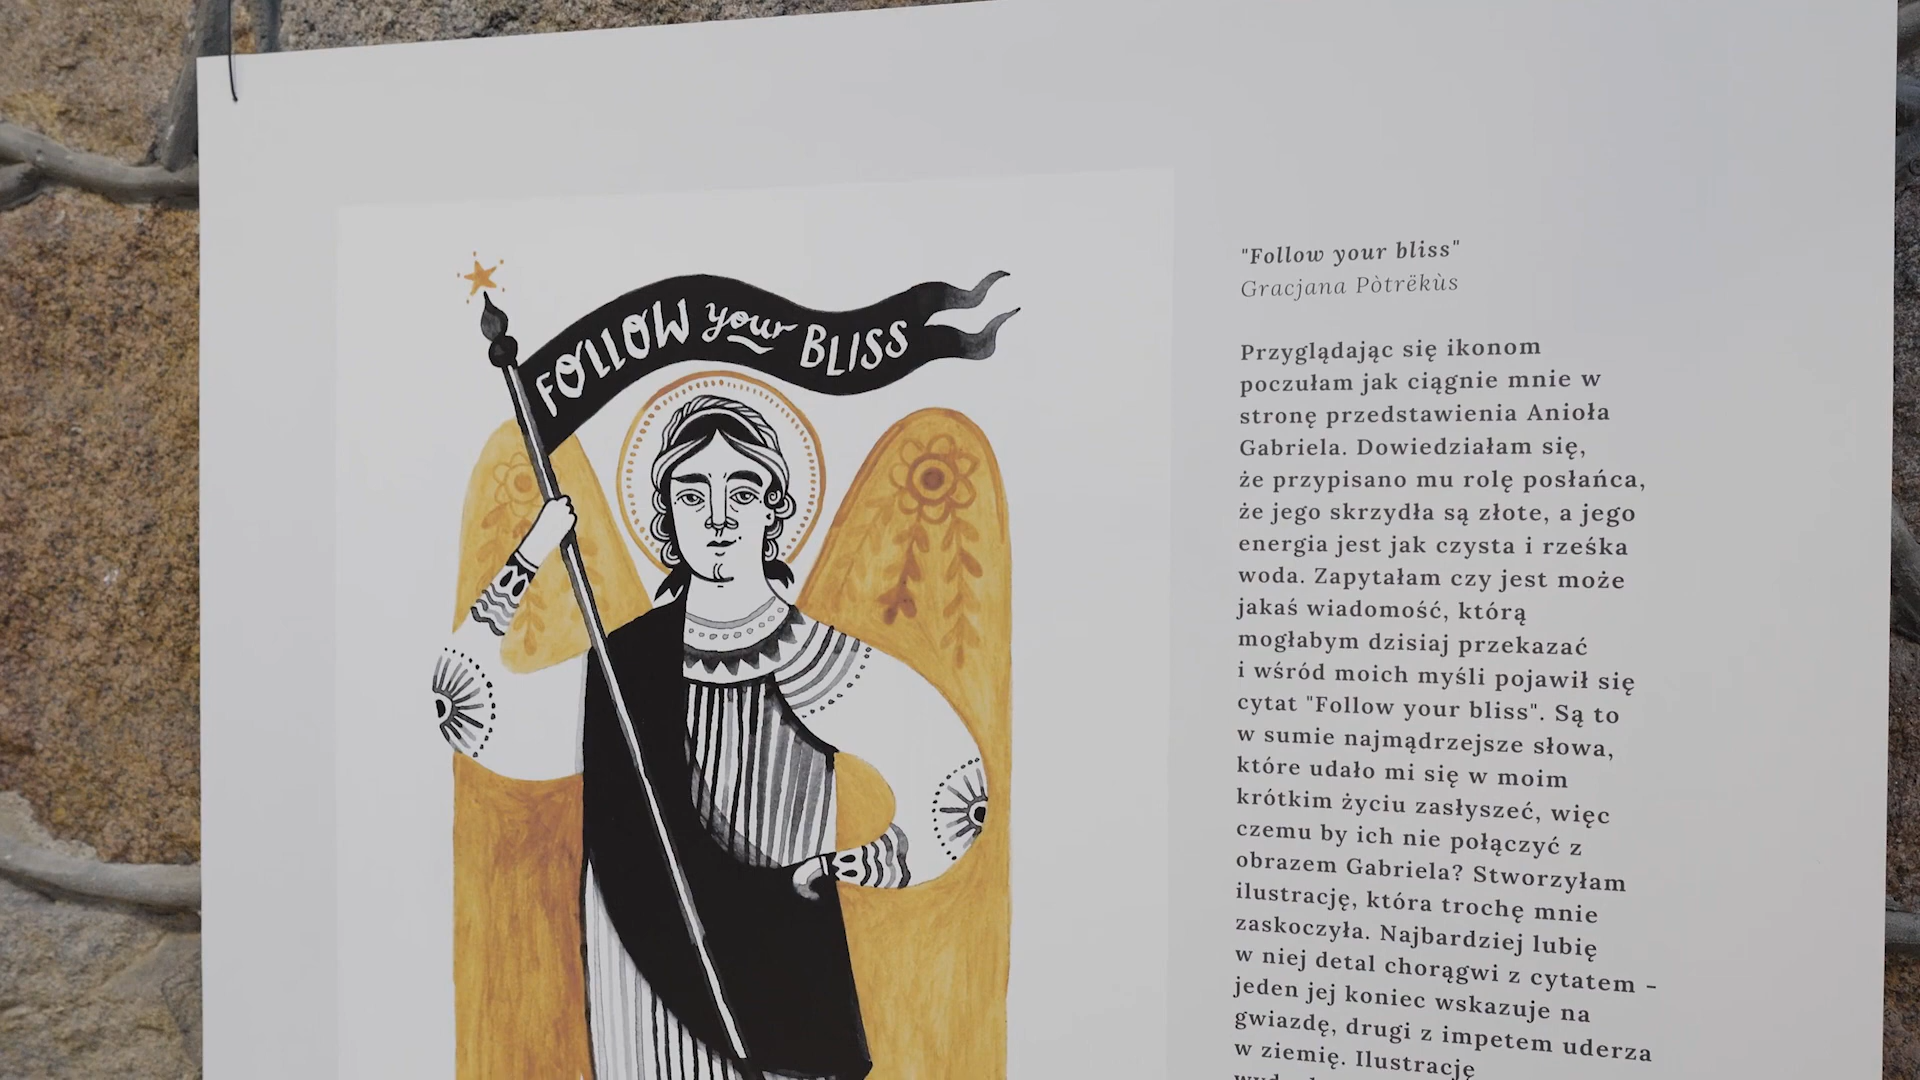 FOLLOW your BLISS
"Follow your bliss"
Gracjana Pòtrëkùs
Przyglądając się ikonom
poczułam jak ciągnie mnie w
stronę przedstawienia Anioła
Gabriela. Dowiedziałam się,
że przypisano mu rolę posłańca,
że jego skrzydła są złote, a jego
energia jest jak czysta i rześka
woda. Zapytałam czy jest może
jakaś wiadomość, którą
mogłabym dzisiaj przekazać
i wśród moich myśli pojawił się
cytat "Follow your bliss". Są to
w sumie najmądrzejsze słowa,
które udało mi się w moim
krótkim życiu zasłyszeć, więc
czemu by ich nie połączyć z
obrazem Gabriela? Stworzyłam
ilustrację, która trochę mnie
zaskoczyła. Najbardziej lubię
w niej detal chorągwi z cytatem –
jeden jej koniec wskazuje na
gwiazdę, drugi z impetem uderza
w ziemię. Ilustrację